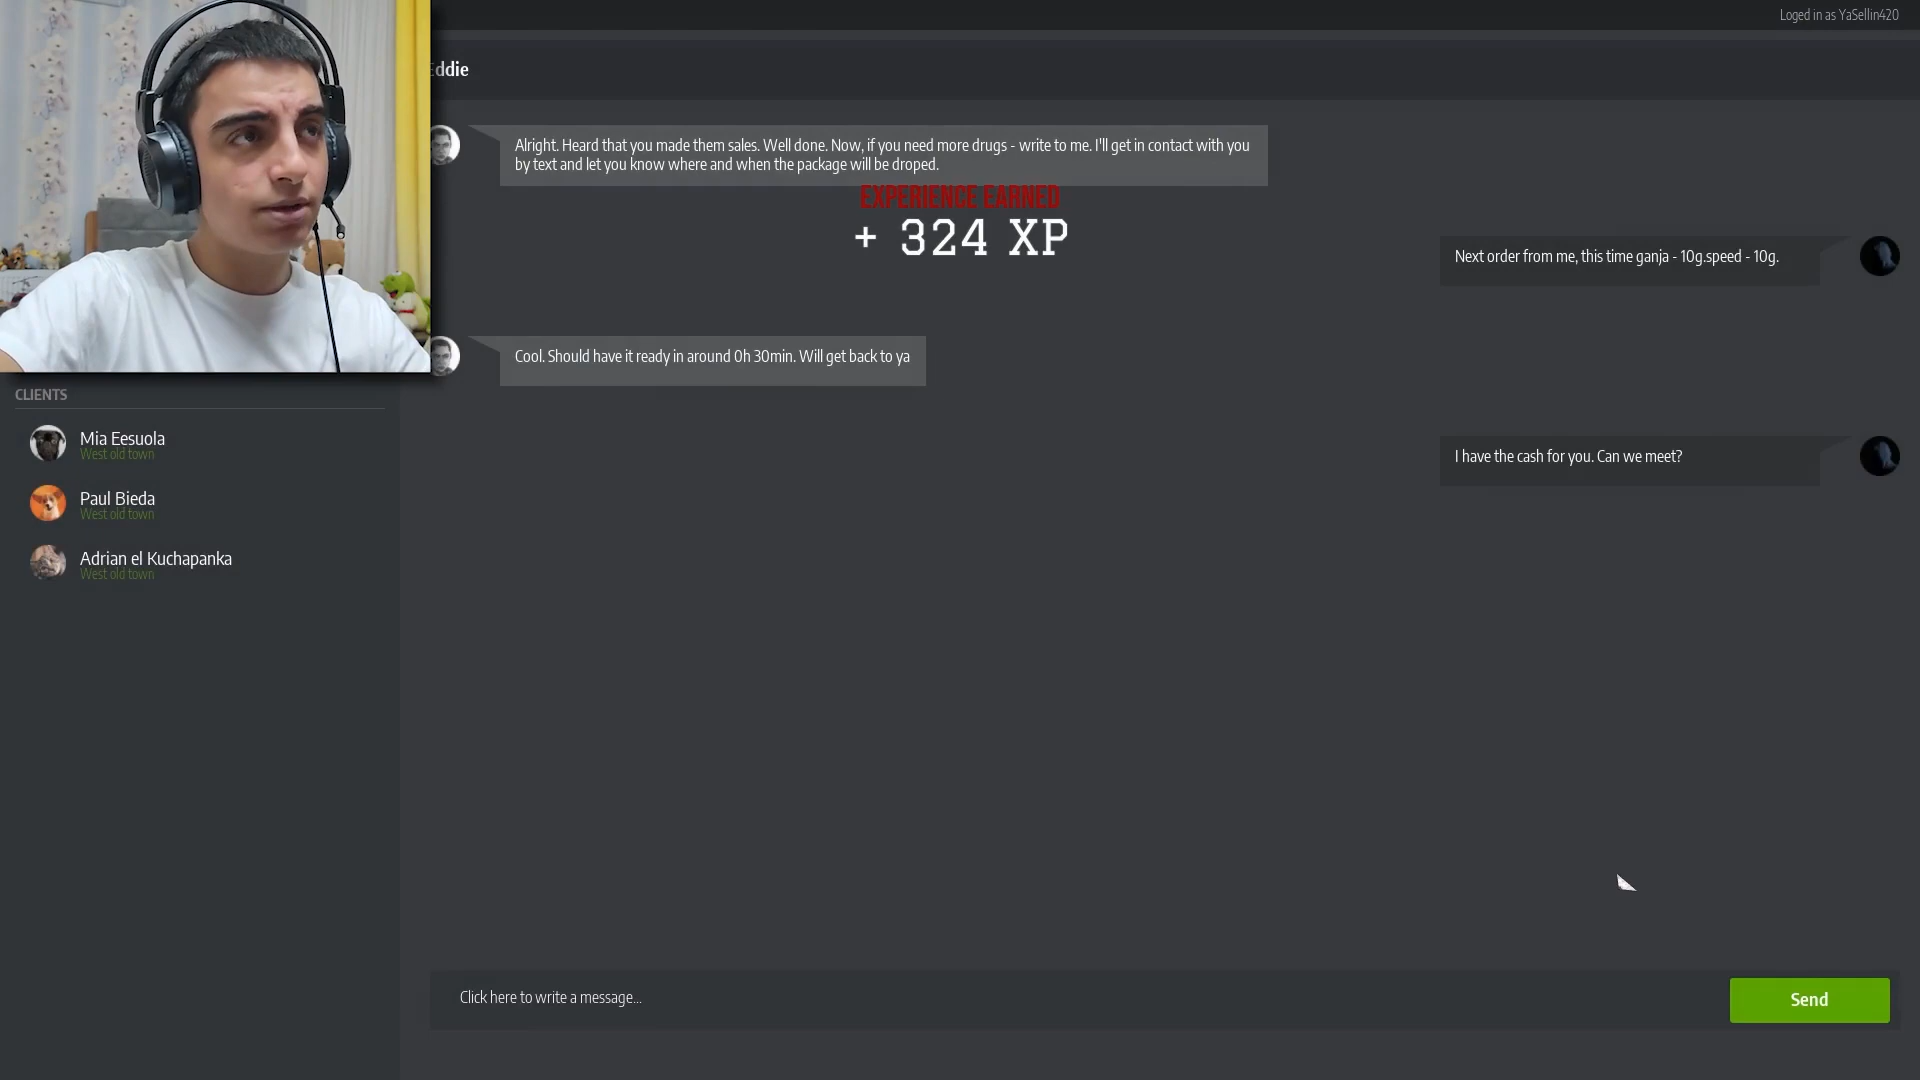 Loged in as YaSellin420
Eddie
Alright. Heard that you made them sales. Well done. Now, if you need more drugs - write to me. I'll get in contact with you
by text and let you know where and when the package will be droped.
EXPERIENCE EARNED
+ 324 XP
Next order from me, this time ganja - 10g.speed - 10g.
Cool. Should have it ready in around 0h 30min. Will get back to ya
I have the cash for you. Can we meet?
CLIENTS
Mia Eesuola
West old town
Paul Bieda
West old town
Adrian el Kuchapanka
West old town
Click here to write a message...
Send